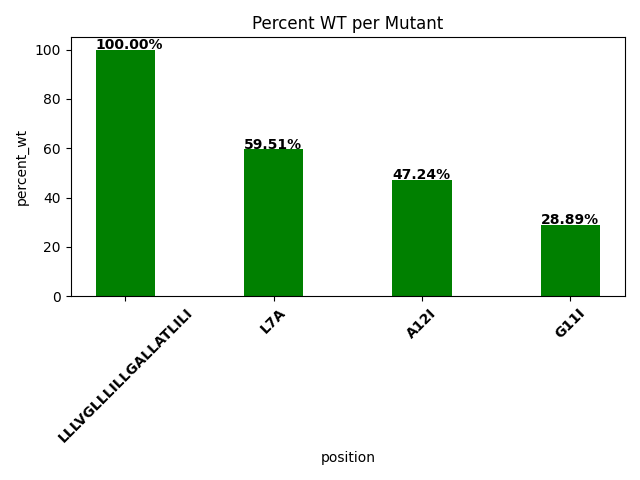 Percent WT per Mutant
percent_wt
100
80
60
40
20
0
100.00%
59.51%
47.24%
28.89%
LLLVGLLLILLGALLATLILI
L7A
A12I
G11I
position